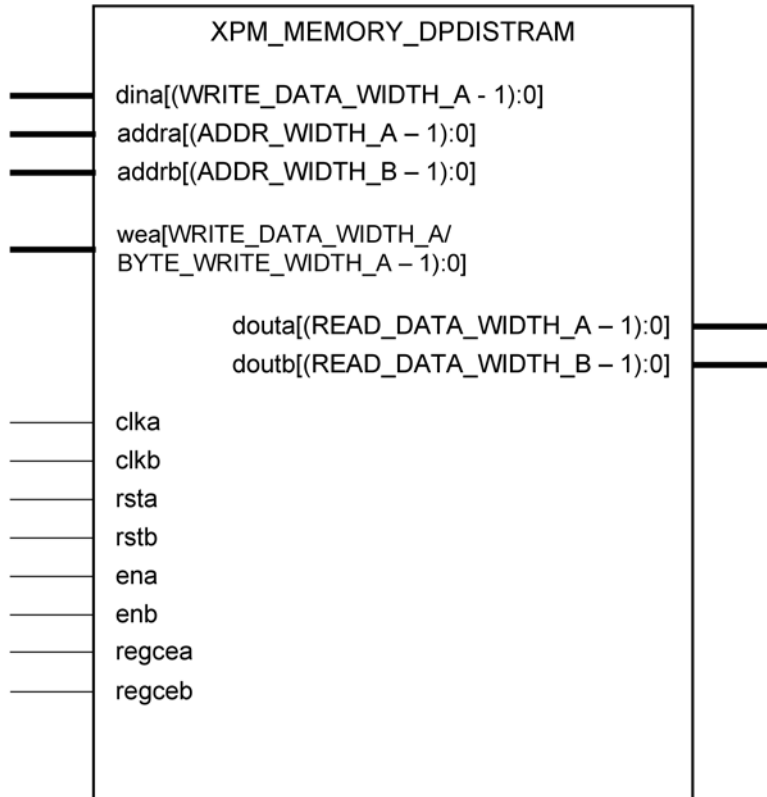 XPM_MEMORY_DPDISTRAM
dina[(WRITE_DATA_WIDTH_A - 1):0]
addra[(ADDR_WIDTH_A – 1):0]
addrb[(ADDR_WIDTH_B – 1):0]
wea[WRITE_DATA_WIDTH_A/
BYTE_WRITE_WIDTH_A – 1):0]
douta[(READ_DATA_WIDTH_A – 1):0]
doutb[(READ_DATA_WIDTH_B – 1):0]
clka
clkb
rsta
rstb
ena
enb
regcea
regceb